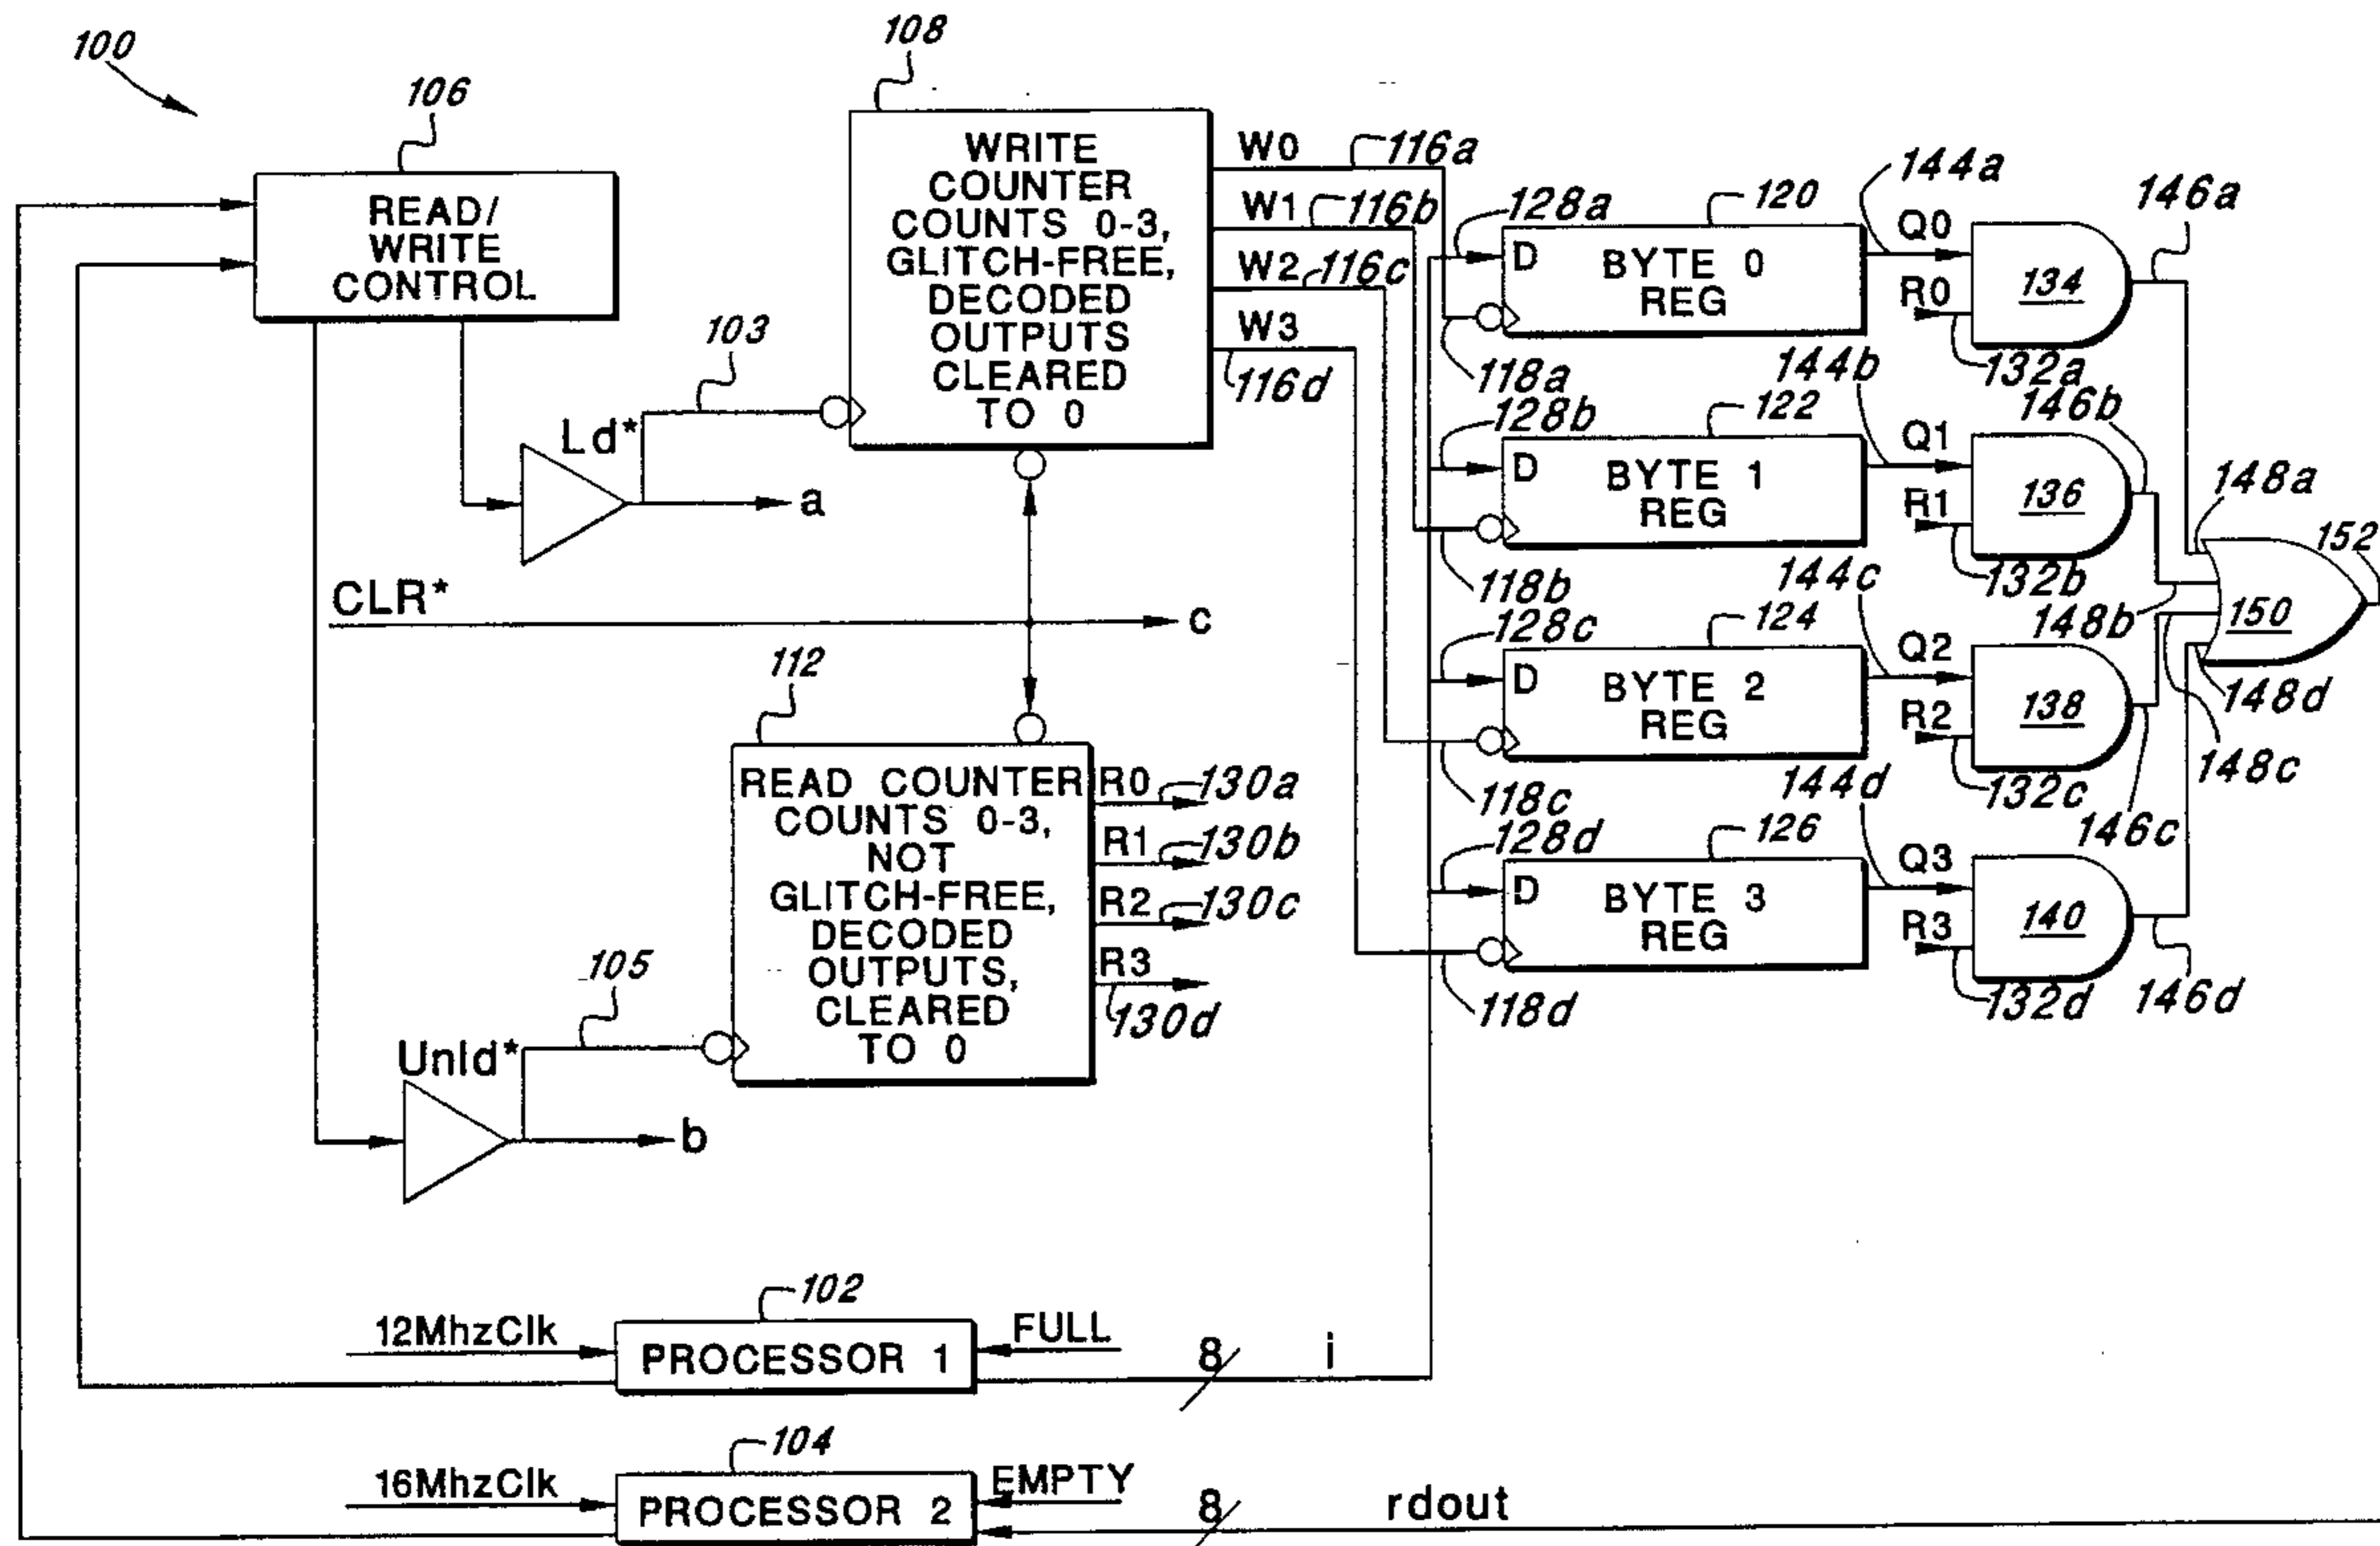 100
106
READ/
WRITE
CONTROL
108
WRITE
COUNTER
COUNTS 0-3,
GLITCH-FREE,
DECODED
OUTPUTS
CLEARED
TO 0
103
Ld*
a
CLR*
c
112
READ COUNTER
COUNTS 0-3,
NOT
GLITCH-FREE,
DECODED
OUTPUTS,
CLEARED
TO 0
105
Unld*
b
W0
116a
W1
116b
W2
116c
W3
116d
R0
130a
R1
130b
R2
130c
R3
130d
128a
120
144a
D
BYTE 0
REG
118a
Q0
R0
134
132a
146a
128b
122
144b
D
BYTE 1
REG
118b
Q1
R1
136
132b
146b
128c
124
144c
D
BYTE 2
REG
118c
Q2
R2
138
132c
146c
128d
126
144d
D
BYTE 3
REG
118d
Q3
R3
140
132d
146d
148a
148b
148c
148d
150
152
102
12MhzClk
PROCESSOR 1
FULL
8
i
104
16MhzClk
PROCESSOR 2
EMPTY
8
rdout